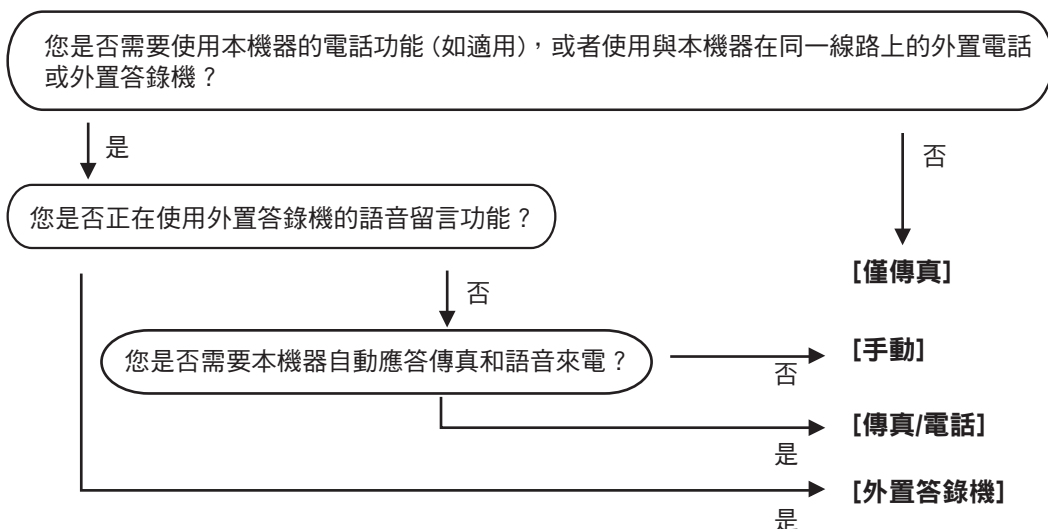 您是否需要使用本機器的電話功能 (如適用)，或者使用與本機器在同一線路上的外置電話
或外置答錄機？
是
否
您是否正在使用外置答錄機的語音留言功能？
[僅傳真]
否
您是否需要本機器自動應答傳真和語音來電？
否
[手動]
是
[傳真/電話]
是
[外置答錄機]